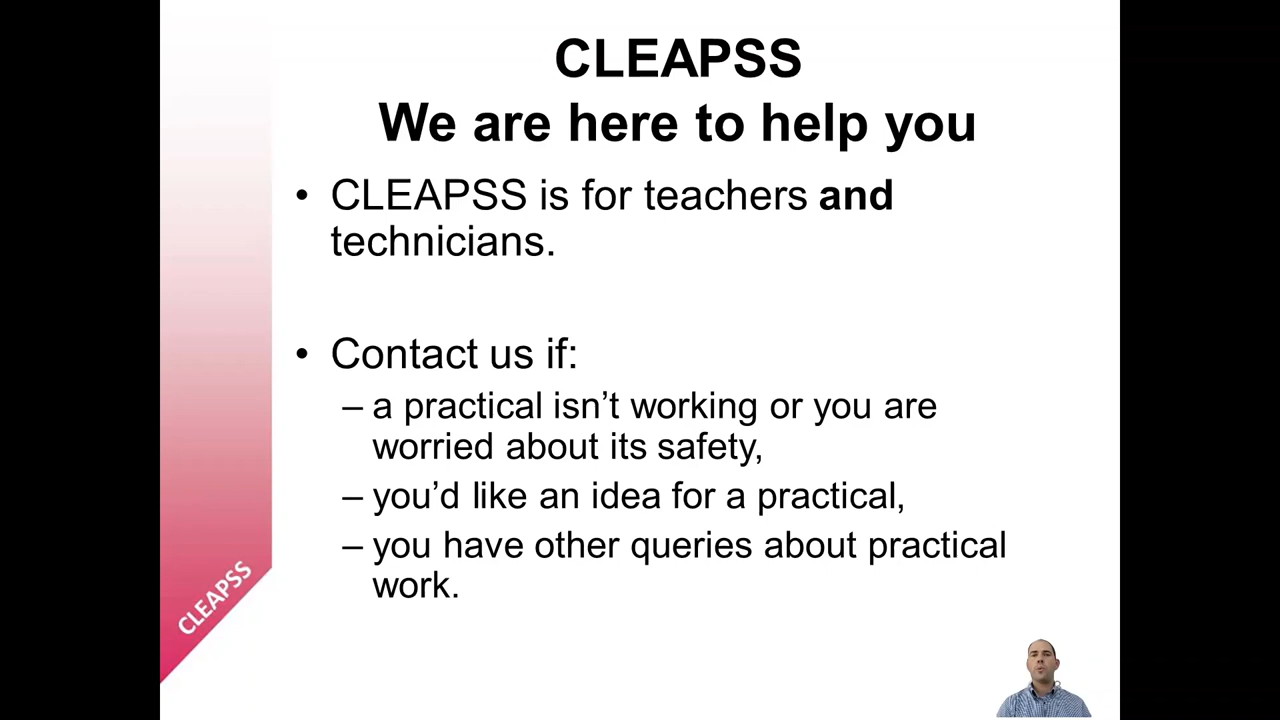 CLEAPSS
We are here to help you
• CLEAPSS is for teachers and
technicians.
• Contact us if:
– a practical isn’t working or you are
worried about its safety,
– you’d like an idea for a practical,
– you have other queries about practical
work.
CLEAPSS